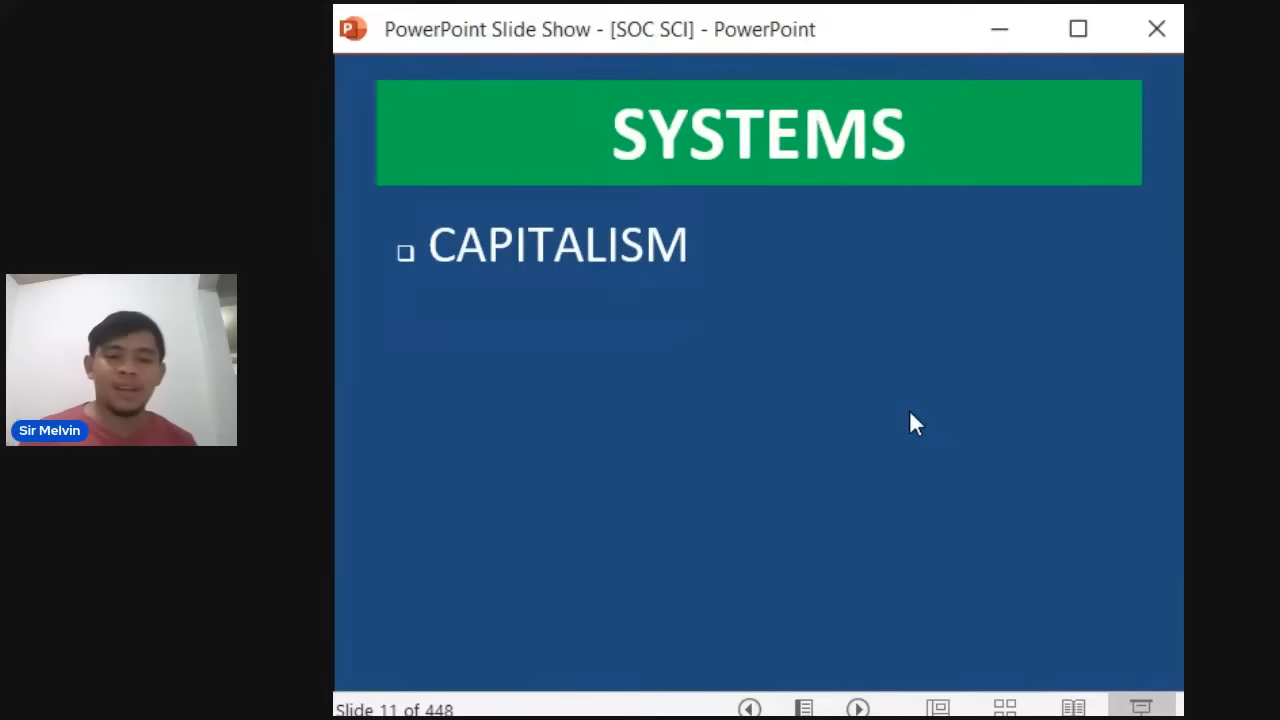 PowerPoint Slide Show - [SOC SCI] - PowerPoint
SYSTEMS
❑ CAPITALISM
Sir Melvin
Slide 11 of 448